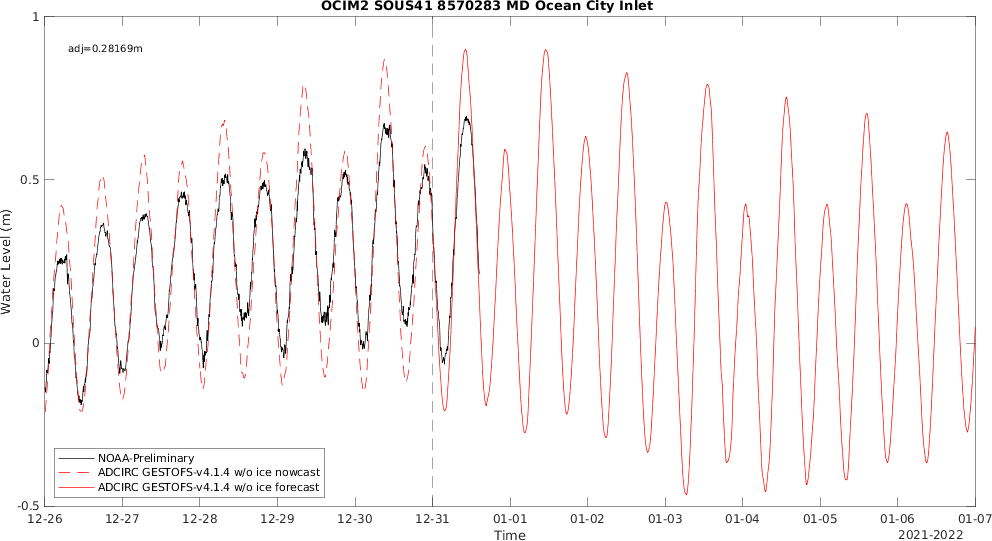 OCIM2 SOUS41 8570283 MD Ocean City Inlet
adj=0.28169m
1
0.5
0
-0.5
Water Level (m)
NOAA-Preliminary
ADCIRC GESTOFS-v4.1.4 w/o ice nowcast
ADCIRC GESTOFS-v4.1.4 w/o ice forecast
12-26 12-27 12-28 12-29 12-30 12-31 01-01 01-02 01-03 01-04 01-05 01-06 01-07
Time
2021-2022